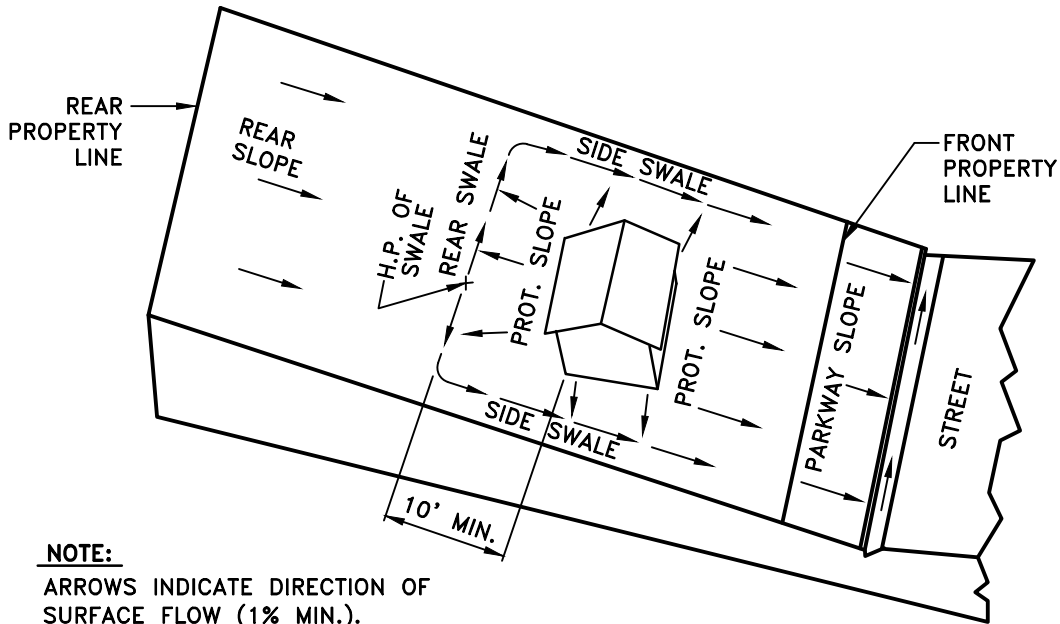 REAR
PROPERTY
LINE
REAR
SLOPE
H.P. OF
SWALE
REAR SWALE
PROT. SLOPE
SIDE SWALE
SIDE SWALE
PROT. SLOPE
PARKWAY SLOPE
FRONT
PROPERTY
LINE
STREET
10' MIN.
NOTE:
ARROWS INDICATE DIRECTION OF
SURFACE FLOW (1% MIN.).